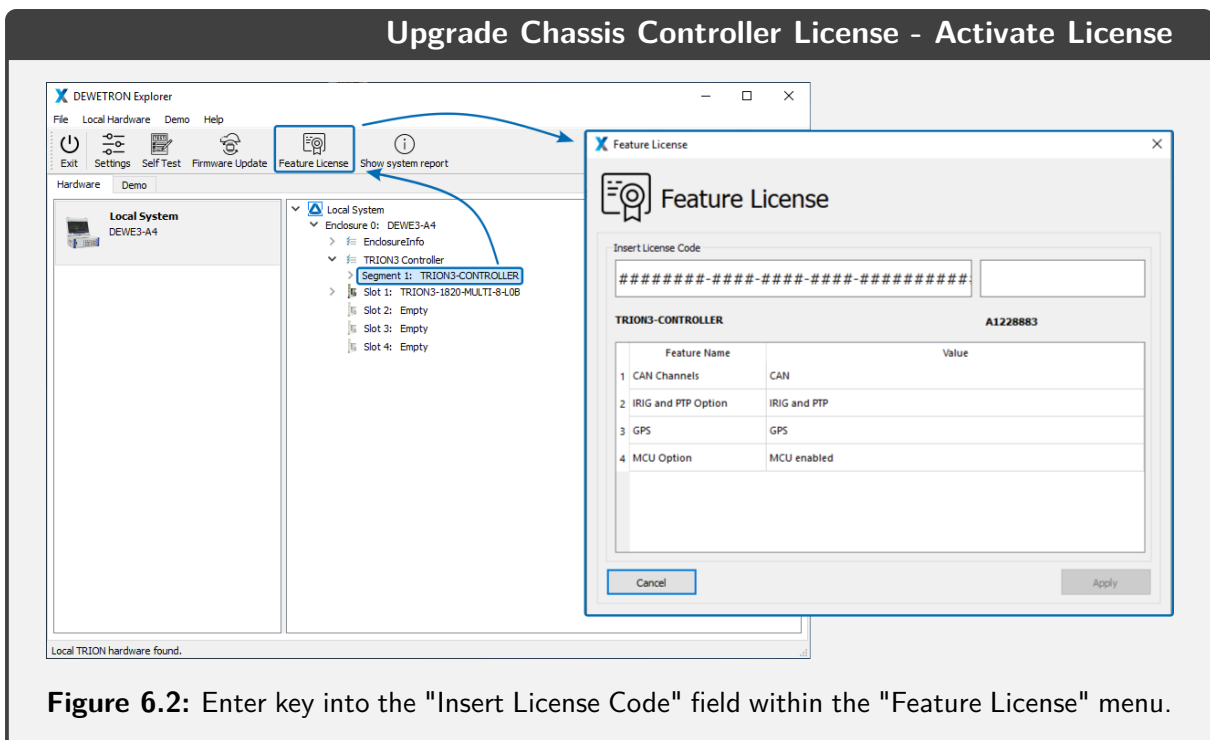 Upgrade Chassis Controller License - Activate License
DEWETRON Explorer
File Local Hardware Demo Help
Exit Settings Self Test Firmware Update Feature License Show system report
Hardware Demo
Local System
DEWE3-A4
Local System
Enclosure 0: DEWE3-A4
EnclosureInfo
TRION3 Controller
Segment 1: TRION3-CONTROLLER
Slot 1: TRION3-1820-MULTI-8-L0B
Slot 2: Empty
Slot 3: Empty
Slot 4: Empty
Local TRION hardware found.
Feature License
Feature License
Insert License Code
########-####-####-####-##########
TRION3-CONTROLLER A1228883
Feature Name Value
1 CAN Channels CAN
2 IRIG and PTP Option IRIG and PTP
3 GPS GPS
4 MCU Option MCU enabled
Cancel Apply
Figure 6.2: Enter key into the "Insert License Code" field within the "Feature License" menu.